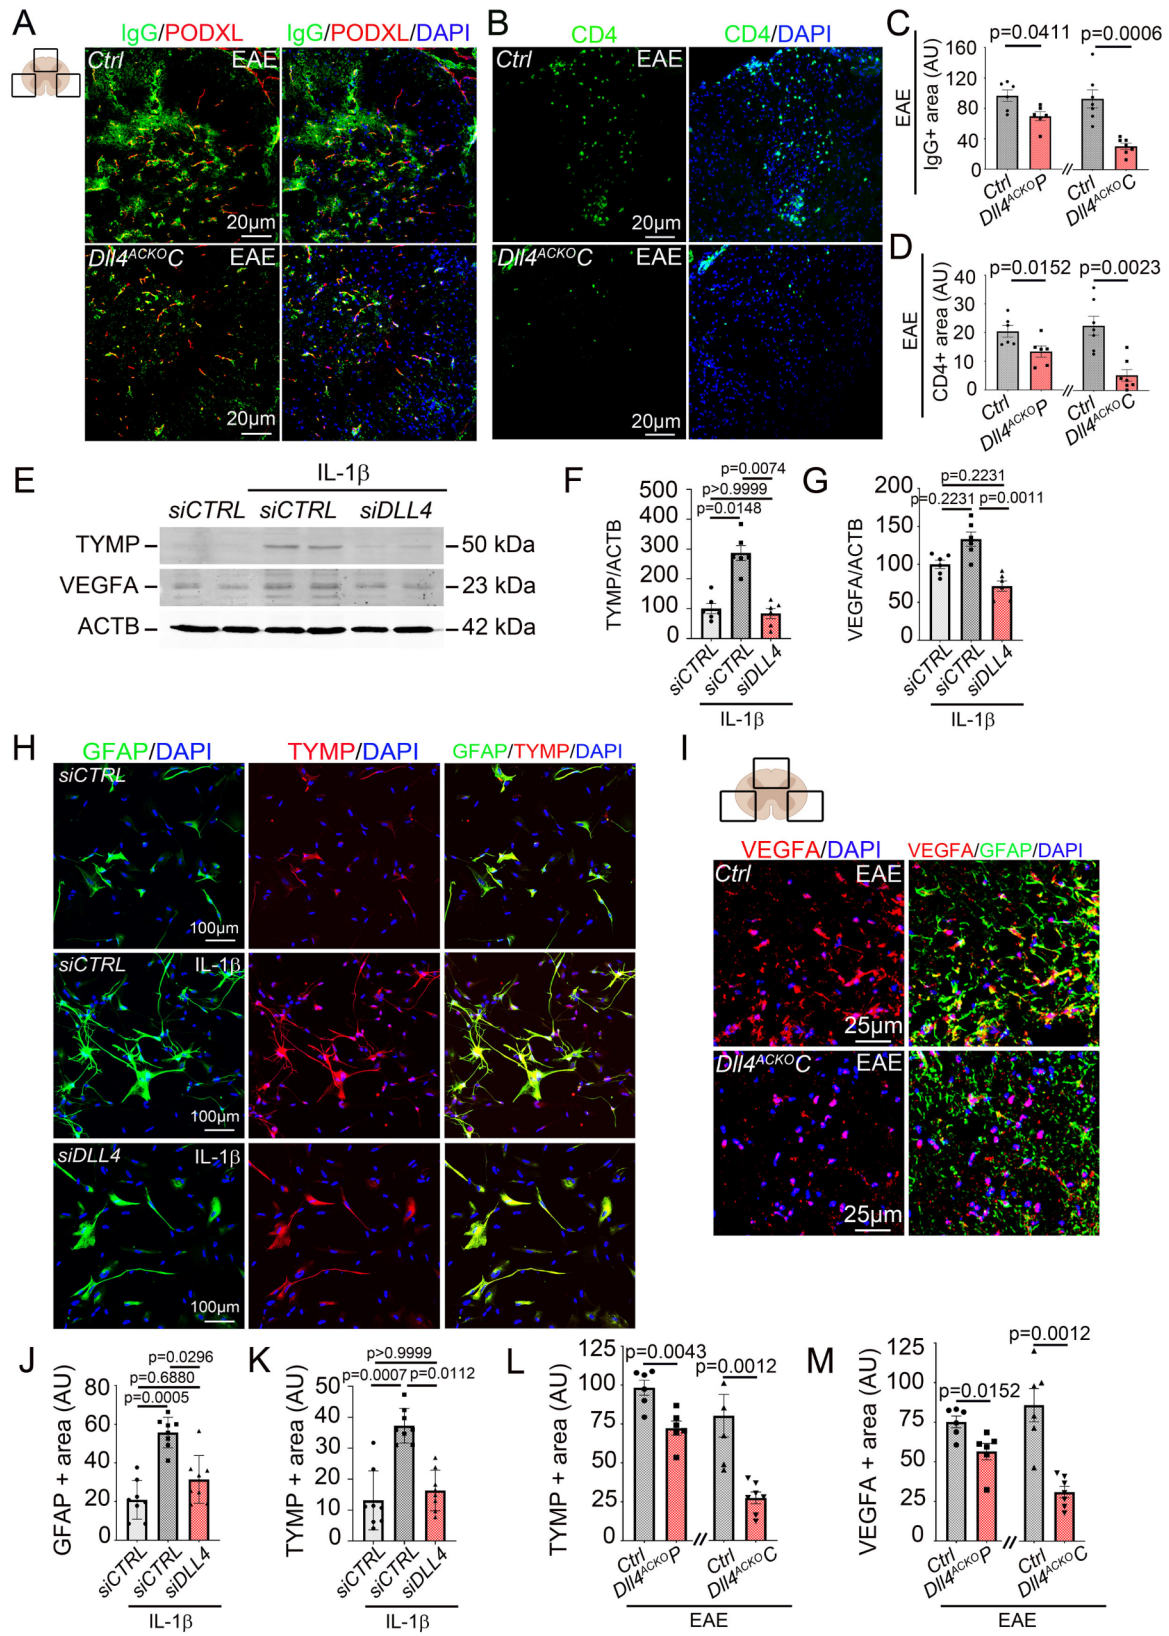 A
IgG/PODXL
IgG/PODXL/DAPI
Ctrl
EAE
20µm
20µm
Dll4ACKOC
EAE
20µm
20µm
B
CD4
CD4/DAPI
Ctrl
EAE
20µm
Dll4ACKOC
EAE
20µm
C
p=0.0411
p=0.0006
EAE
IgG+ area (AU)
160
120
80
40
0
Ctrl
Dll4ACKOP
Ctrl
Dll4ACKOC
D
p=0.0152
p=0.0023
EAE
CD4+ area (AU)
40
30
20
10
0
Ctrl
Dll4ACKOP
Ctrl
Dll4ACKOC
E
IL-1β
siCTRL
siCTRL
siDLL4
TYMP
50 kDa
VEGFA
23 kDa
ACTB
42 kDa
F
p=0.0074
p>0.9999
p=0.0148
TYMP/ACTB
500
400
300
200
100
0
siCTRL
siCTRL
siDLL4
IL-1β
G
p=0.2231
p=0.2231
p=0.0011
VEGFA/ACTB
200
150
100
50
0
siCTRL
siCTRL
siDLL4
IL-1β
H
GFAP/DAPI
TYMP/DAPI
GFAP/TYMP/DAPI
siCTRL
100µm
siCTRL
IL-1β
100µm
siDLL4
IL-1β
100µm
I
VEGFA/DAPI
VEGFA/GFAP/DAPI
Ctrl
EAE
25µm
Dll4ACKOC
EAE
25µm
J
p=0.0296
p=0.6880
p=0.0005
GFAP + area (AU)
80
60
40
20
0
siCTRL
siCTRL
siDLL4
IL-1β
K
p>0.9999
p=0.0007
p=0.0112
TYMP + area (AU)
50
40
30
20
10
0
siCTRL
siCTRL
siDLL4
IL-1β
L
p=0.0043
p=0.0012
TYMP + area (AU)
125
100
75
50
25
0
Ctrl
Dll4ACKOP
Ctrl
Dll4ACKOC
EAE
M
p=0.0012
p=0.0152
VEGFA + area (AU)
125
100
75
50
25
0
Ctrl
Dll4ACKOP
Ctrl
Dll4ACKOC
EAE